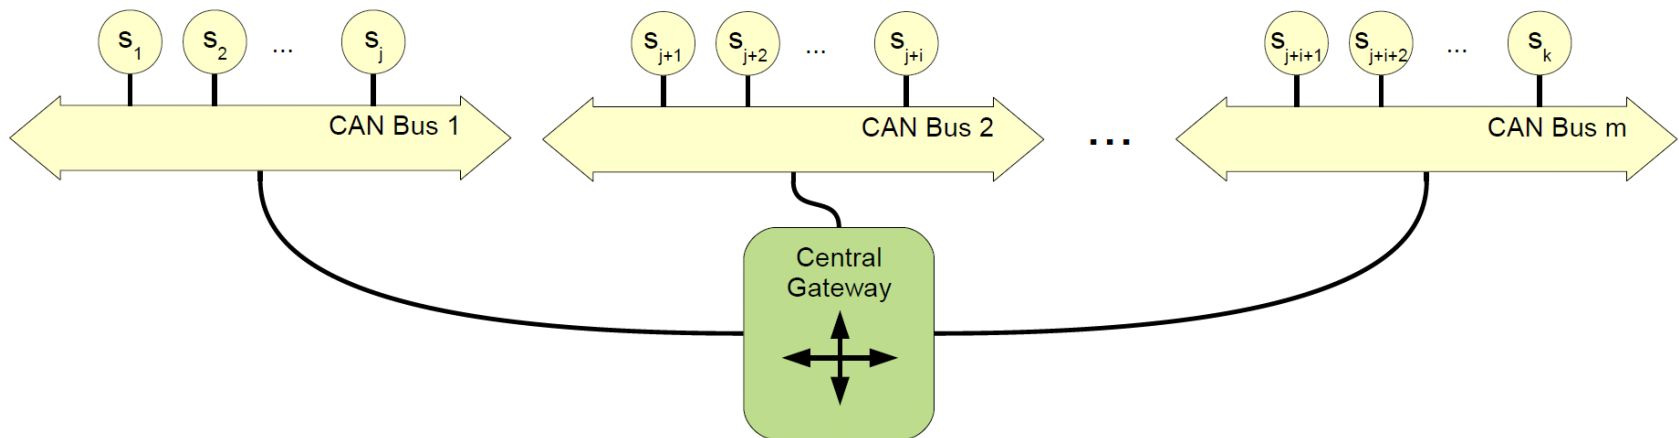 s1 s2 ... sj sj+1 sj+2 ... sj+i sj+i+1 sj+i+2 ... sk
CAN Bus 1 CAN Bus 2 ... CAN Bus m
Central
Gateway